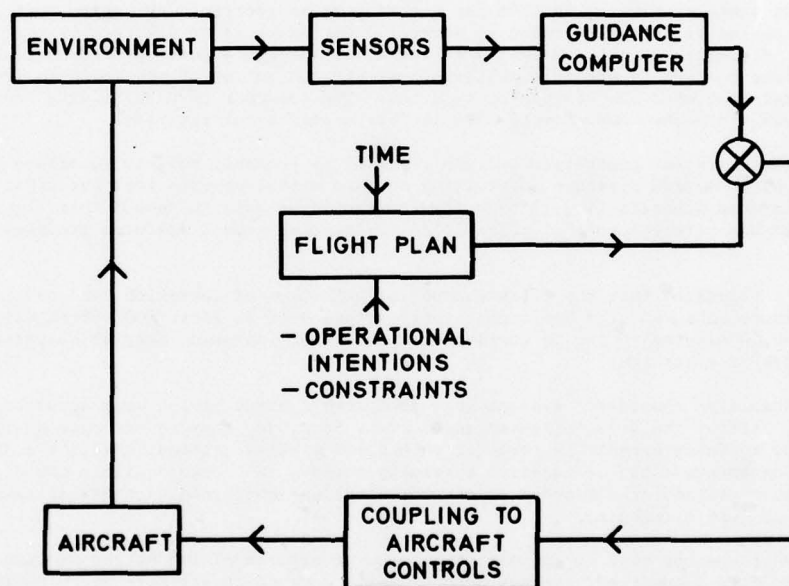 ENVIRONMENT
SENSORS
GUIDANCE
COMPUTER
TIME
FLIGHT PLAN
– OPERATIONAL
INTENTIONS
– CONSTRAINTS
AIRCRAFT
COUPLING TO
AIRCRAFT
CONTROLS